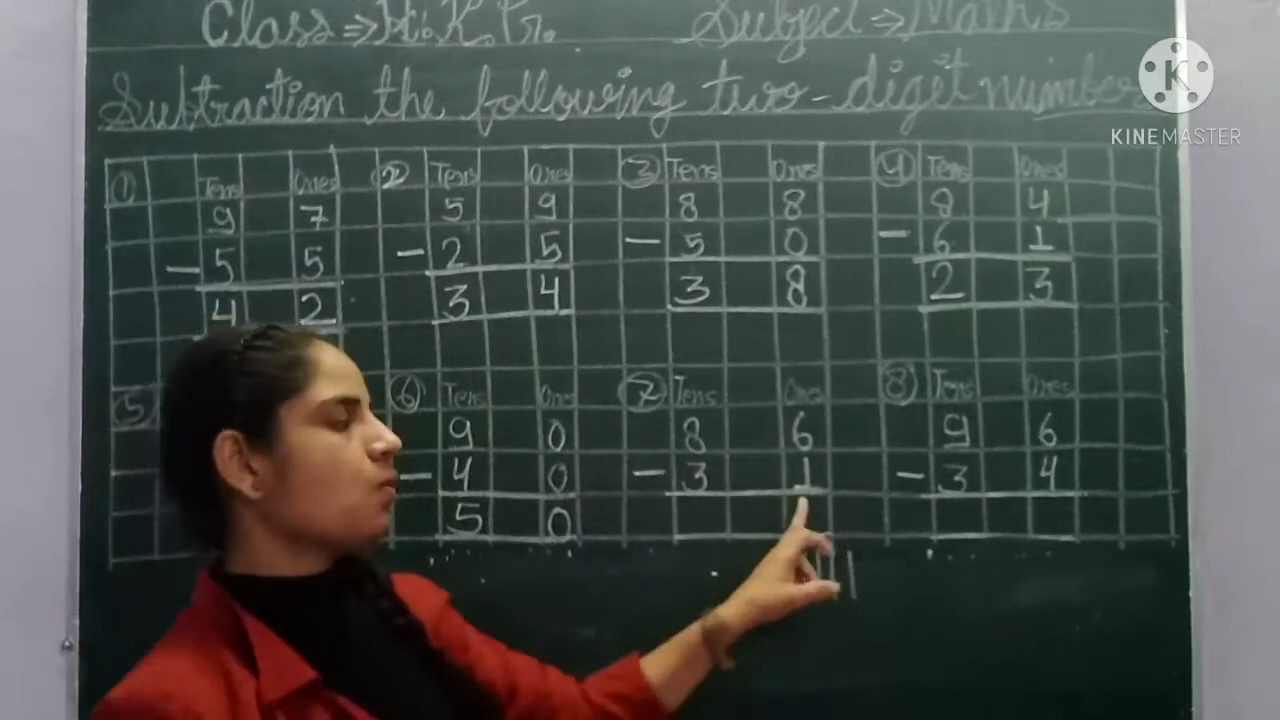 Class ⇒ H.K.G. Subject ⇒ Maths
Subtraction the following two-digit numbers
KINEMASTER
① Tens Ones ② Tens Ones ③ Tens Ones ④ Tens Ones
9 7 5 9 8 8 8 4
- 5 5 - 2 5 - 5 0 - 6 1
4 2 3 4 3 8 2 3
⑤ ⑥ Tens Ones ⑦ Tens Ones ⑧ Tens Ones
9 0 8 6 9 6
- 4 0 - 3 1 - 3 4
5 0